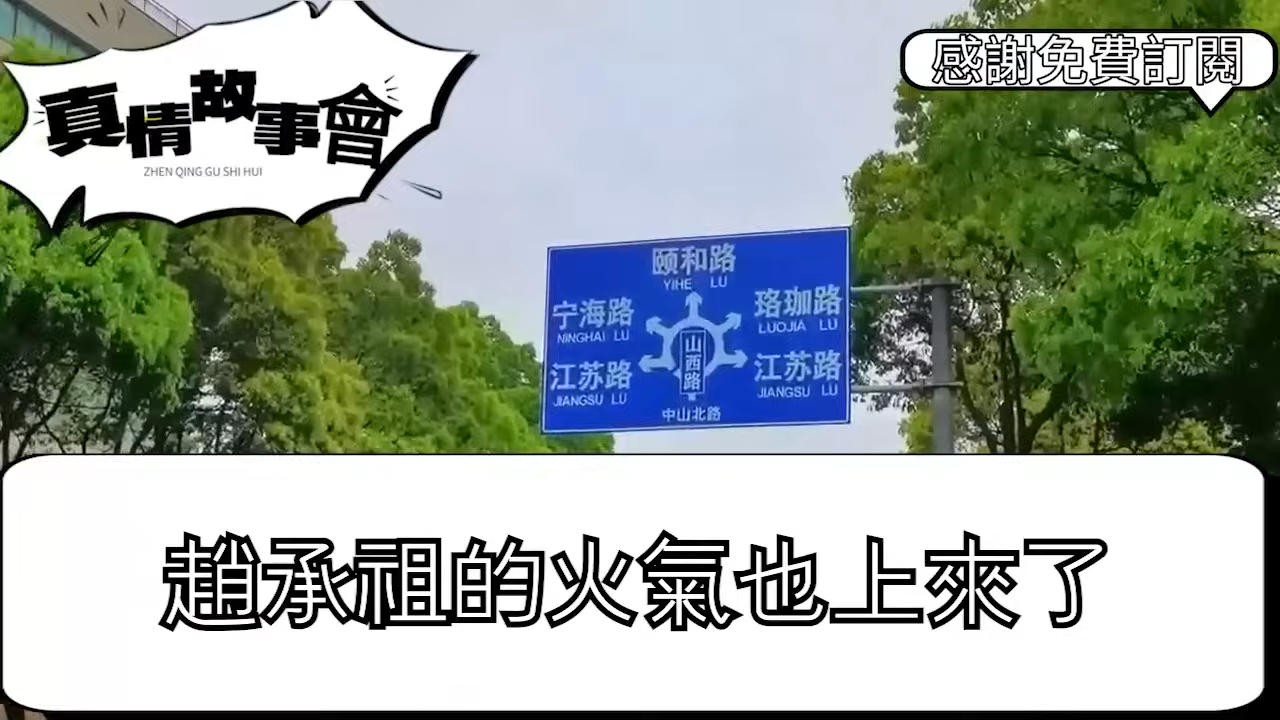 真情故事會
ZHEN QING GU SHI HUI
感謝免費訂閱
颐和路
YIHE LU
宁海路
NINGHAI LU
珞珈路
LUOJIA LU
江苏路
JIANGSU LU
山西路
江苏路
JIANGSU LU
中山北路
趙承祖的火氣也上來了